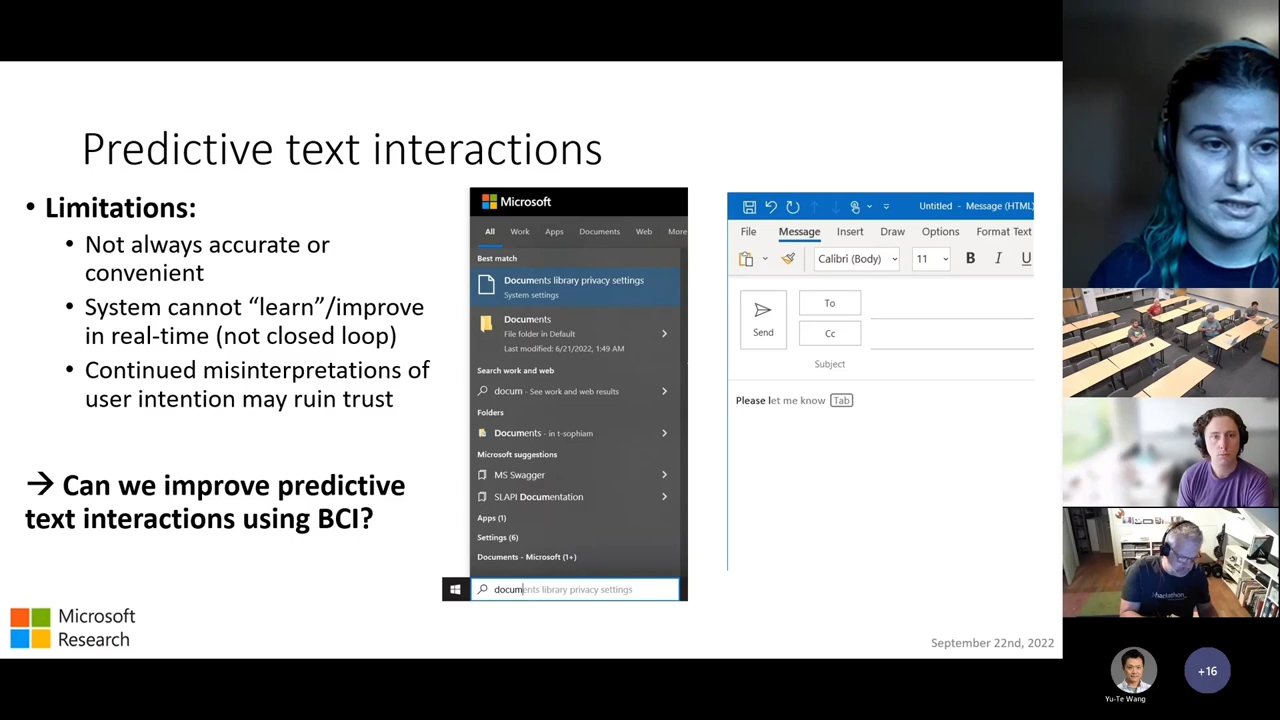 Predictive text interactions
• Limitations:
• Not always accurate or
convenient
• System cannot “learn”/improve
in real-time (not closed loop)
• Continued misinterpretations of
user intention may ruin trust
→ Can we improve predictive
text interactions using BCI?
Microsoft
All Work Apps Documents Web More
Best match
Documents library privacy settings
System settings
Documents
File folder in Default
Last modified: 6/21/2022, 1:49 AM
Search work and web
docum - See work and web results
Folders
Documents - in t-sophiam
Microsoft suggestions
MS Swagger
SLAPI Documentation
Apps (1)
Settings (6)
Documents - Microsoft (1+)
documents library privacy settings
Untitled - Message (HTML)
File Message Insert Draw Options Format Text
Calibri (Body) 11 B I U
Send
To
Cc
Subject
Please let me know Tab
Microsoft
Research
September 22nd, 2022
hackathon_
Yu-Te Wang
+16